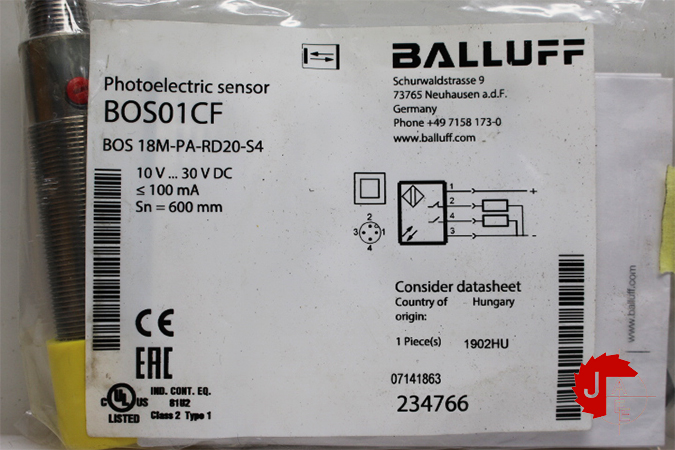 BALLUFF
Schurwaldstrasse 9
73765 Neuhausen a.d.F.
Germany
Phone +49 7158 173-0
www.balluff.com
Photoelectric sensor
BOS01CF
BOS 18M-PA-RD20-S4
10 V ... 30 V DC
≤ 100 mA
Sn = 600 mm
1 +
2
4
3 -
2
3 1
4
Consider datasheet
Country of origin: Hungary
1 Piece(s) 1902HU
07141863
234766
CE
EAC
C UL US
LISTED
IND. CONT. EQ.
81U2
Class 2 Type 1
www.balluff.com
J